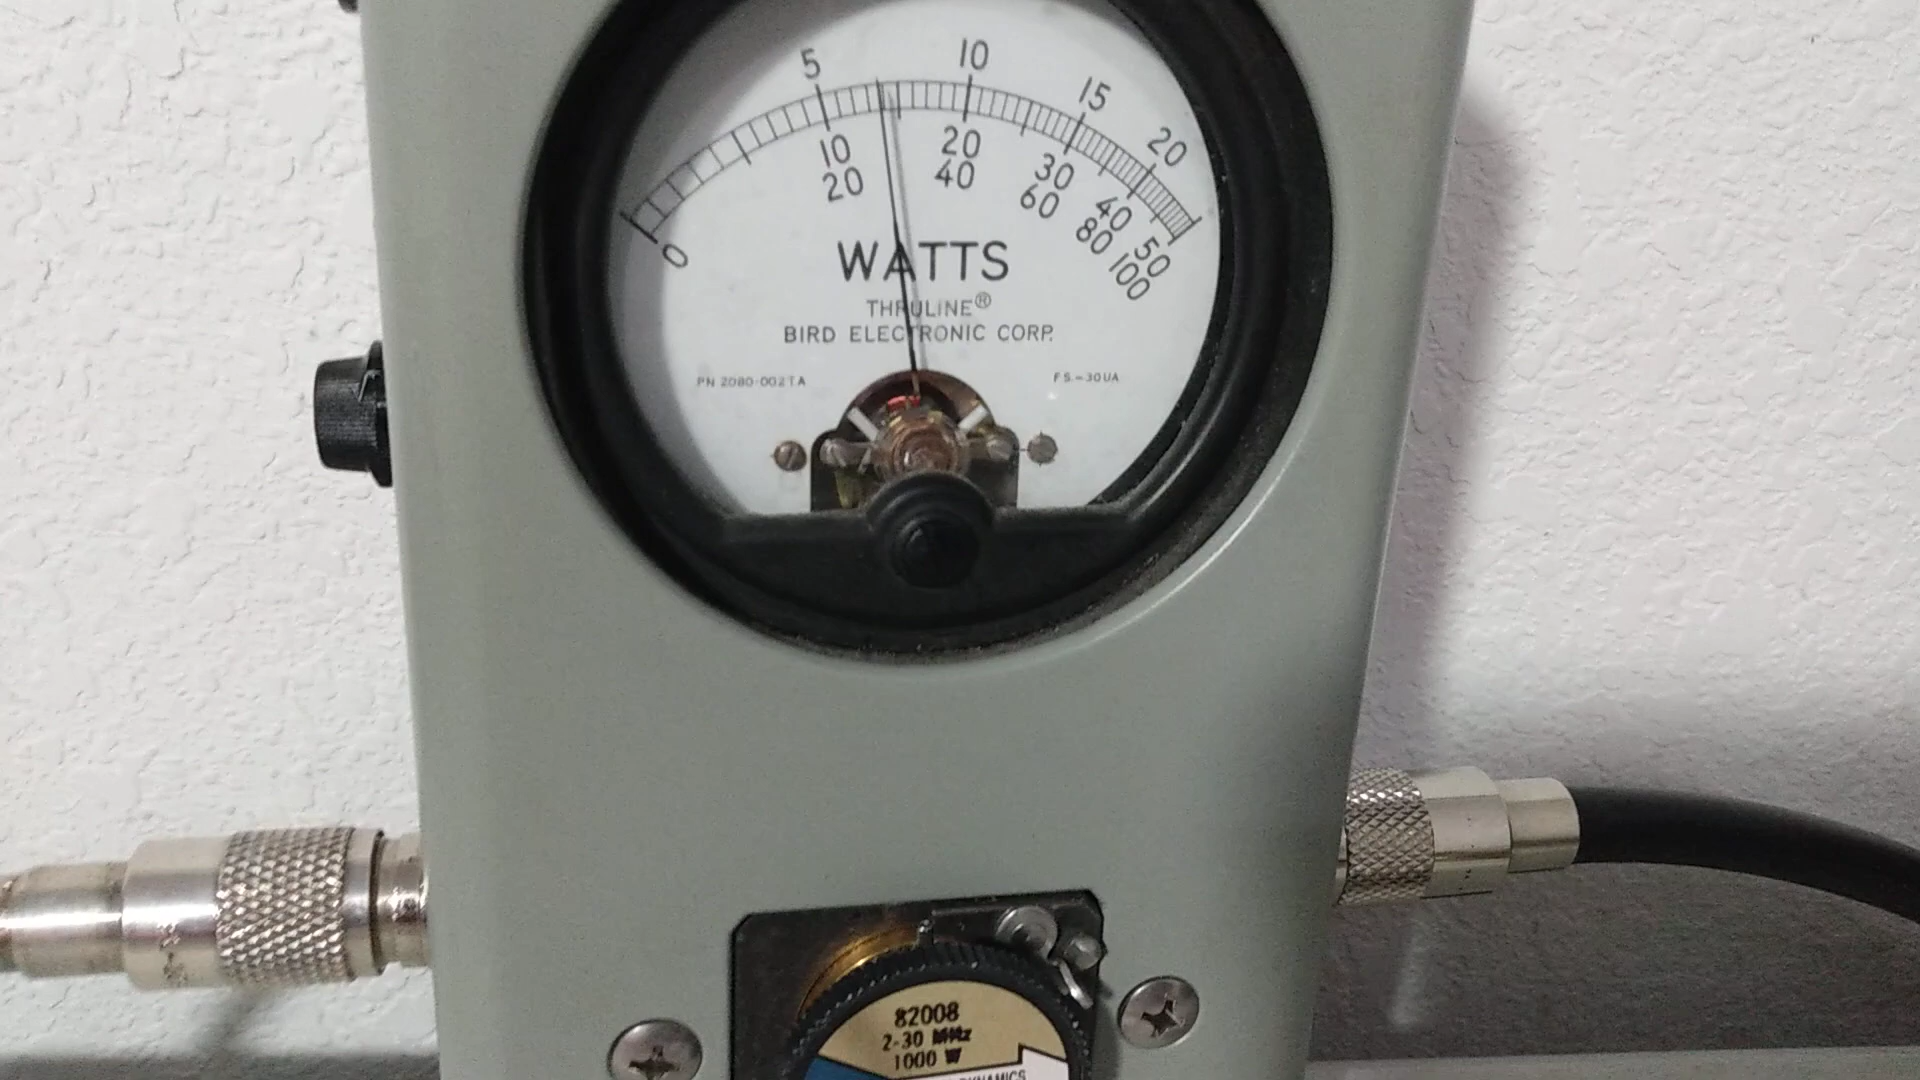 5 10 15 20
10 20 30 40 50
20 40 60 80 100
0
WATTS
THRULINE®
BIRD ELECTRONIC CORP.
PN 2080-002TA FS.-30UA
82008
2-30 MHz
1000 W